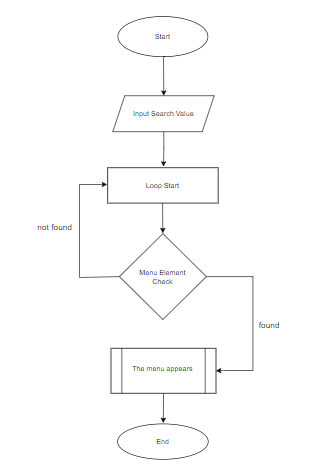 Start
Input Search Value
Loop Start
not found
Menu Element
Check
found
The menu appears
End